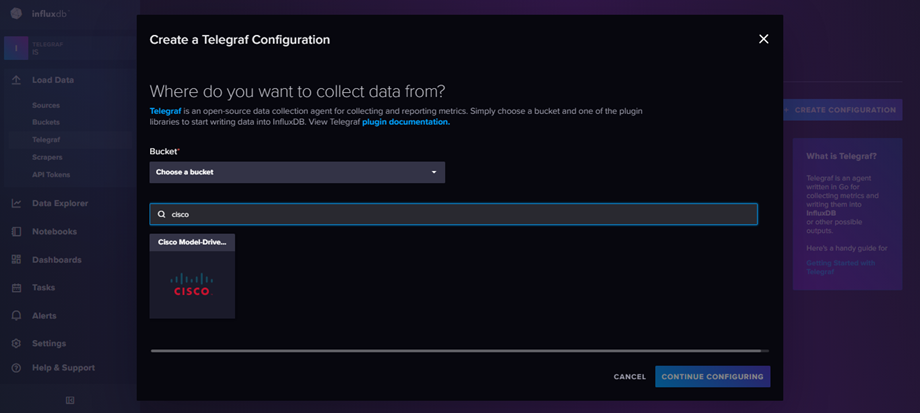 influxdb
Create a Telegraf Configuration
TELEGRAF
IS
Load Data
Sources
Buckets
Telegraf
Scrapers
API Tokens
Data Explorer
Notebooks
Dashboards
Tasks
Alerts
Settings
Help & Support
Where do you want to collect data from?
Telegraf is an open-source data collection agent for collecting and reporting metrics. Simply choose a bucket and one of the plugin
libraries to start writing data into InfluxDB. View Telegraf plugin documentation.
Bucket*
Choose a bucket
cisco
Cisco Model-Drive...
CISCO
CANCEL
CONTINUE CONFIGURING
CREATE CONFIGURATION
What is Telegraf?
Telegraf is an agent
written in Go for
collecting metrics and
writing them into
InfluxDB
or other possible
outputs.
Here's a handy guide for
Getting Started with
Telegraf